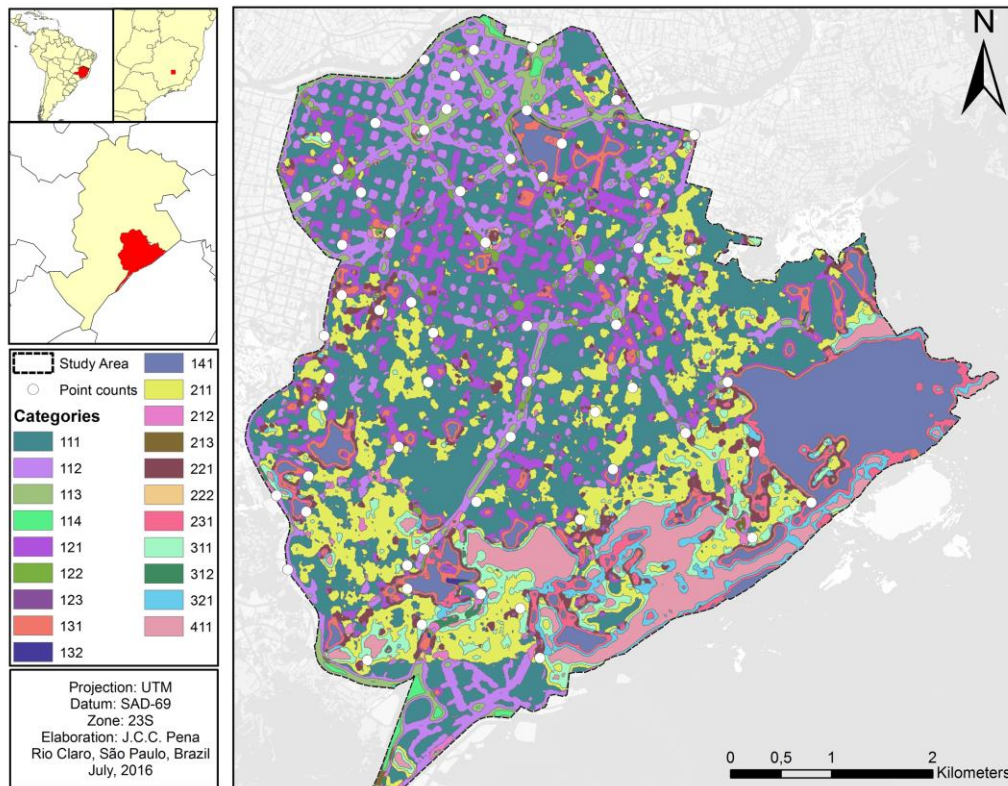 N
Study Area
Point counts
Categories
111
112
113
114
121
122
123
131
132
141
211
212
213
221
222
231
311
312
321
411
Projection: UTM
Datum: SAD-69
Zone: 23S
Elaboration: J.C.C. Pena
Rio Claro, São Paulo, Brazil
July, 2016
0 0,5 1 2
Kilometers